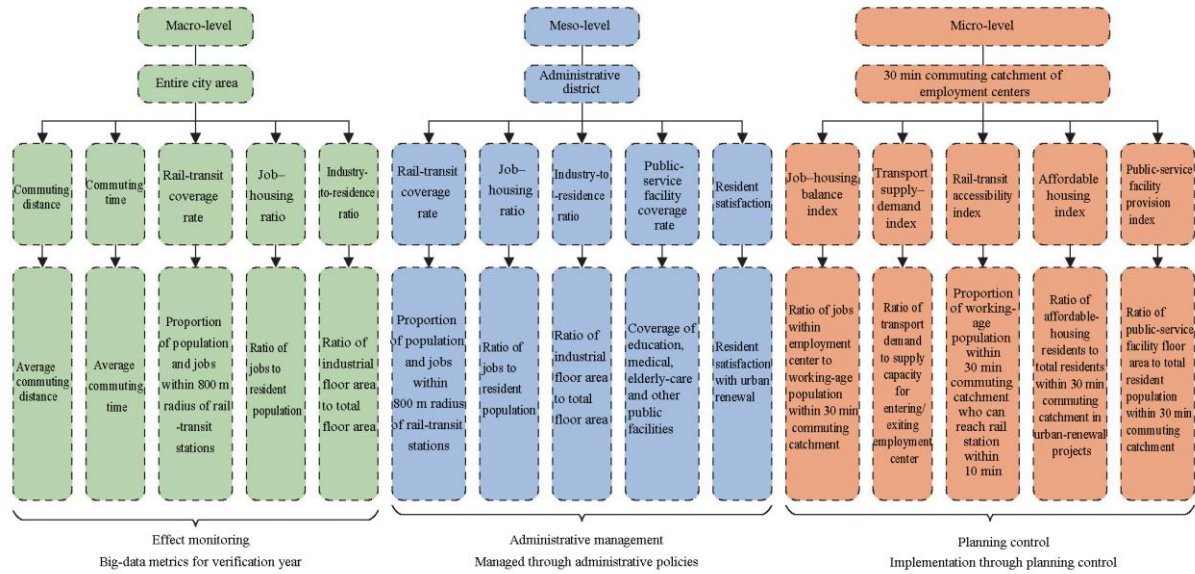 Macro-level
Entire city area
Commuting
distance
Commuting
time
Rail-transit
coverage
rate
Job–
housing
ratio
Industry-
to-residence
ratio
Average
commuting
distance
Average
commuting
time
Proportion
of population
and jobs
within 800 m
radius of rail
-transit
stations
Ratio of jobs
to resident
population
Ratio of
industrial
floor area
to total
floor area
Effect monitoring
Big-data metrics for verification year
Meso-level
Administrative
district
Rail-transit
coverage
rate
Job–
housing
ratio
Industry-to
-residence
ratio
Public-
service
facility
coverage
rate
Resident
satisfaction
Proportion
of population
and jobs
within
800 m radius
of rail-transit
stations
Ratio of
jobs to
resident
population
Ratio of
industrial
floor area
to total
floor area
Coverage of
education,
medical,
elderly-care
and other
public
facilities
Resident
satisfaction
with urban
renewal
Administrative management
Managed through administrative policies
Micro-level
30 min commuting catchment of
employment centers
Job–housing
balance
index
Transport
supply–
demand
index
Rail-transit
accessibility
index
Affordable
housing
index
Public-service
facility
provision
index
Ratio of jobs
within
employment
center to
working-age
population
within 30 min
commuting
catchment
Ratio of
transport
demand to
supply
capacity
for
entering/
exiting
employment
center
Proportion
of working-
age
population
within
30 min
commuting
catchment
who can
reach rail
station
within
10 min
Ratio of
affordable-
housing
residents to
total residents
within 30 min
commuting
catchment in
urban-renewal
projects
Ratio of
public-service
facility floor
area to total
resident
population
within 30 min
commuting
catchment
Planning control
Implementation through planning control